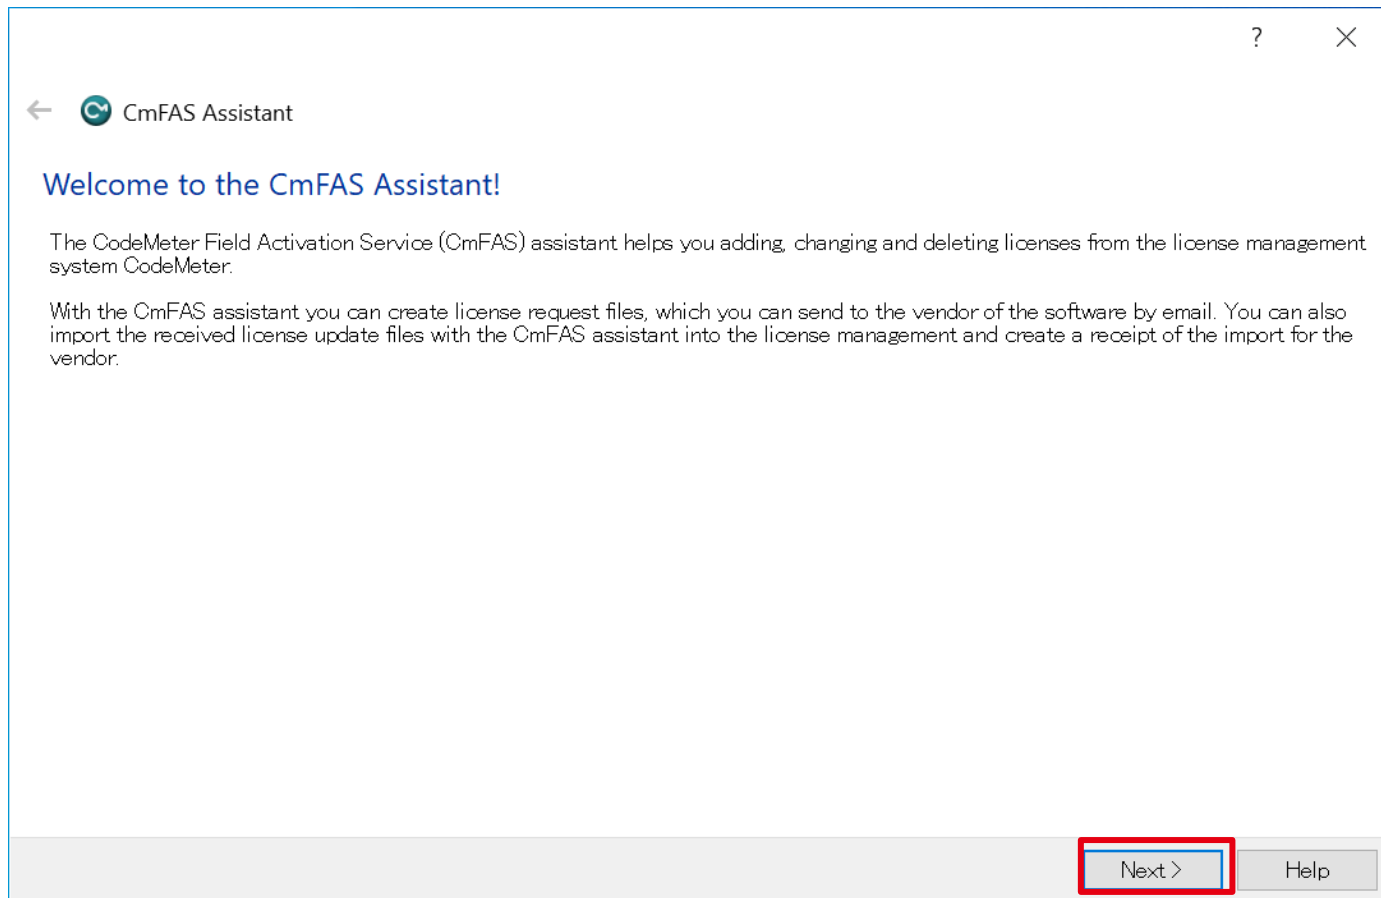 ?
CmFAS Assistant
Welcome to the CmFAS Assistant!
The CodeMeter Field Activation Service (CmFAS) assistant helps you adding, changing and deleting licenses from the license management
system CodeMeter.
With the CmFAS assistant you can create license request files, which you can send to the vendor of the software by email. You can also
import the received license update files with the CmFAS assistant into the license management and create a receipt of the import for the
vendor.
Next >
Help